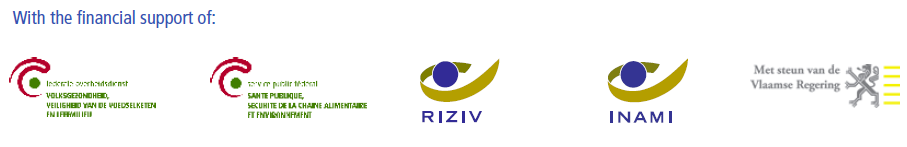 With the financial support of:
federale overheidsdienst
VOLKSGEZONDHEID,
VEILIGHEID VAN DE VOEDSELKETEN
EN LEEFMILIEU
service public fédéral
SANTE PUBLIQUE,
SECURITE DE LA CHAINE ALIMENTAIRE
ET ENVIRONNEMENT
RIZIV
INAMI
Met steun van de
Vlaamse Regering